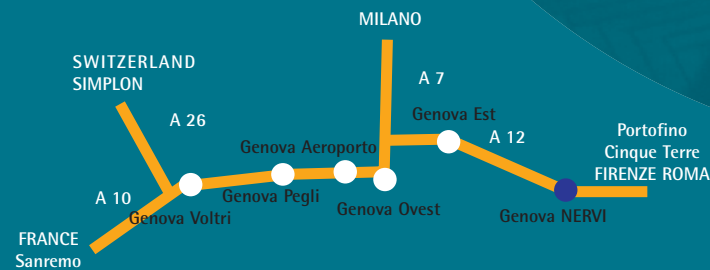 MILANO
SWITZERLAND
SIMPLON
A 7
A 26
Genova Est
A 12
Portofino
Cinque Terre
FIRENZE ROMA
Genova Aeroporto
A 10
Genova Voltri
Genova Pegli
Genova Ovest
Genova NERVI
FRANCE
Sanremo